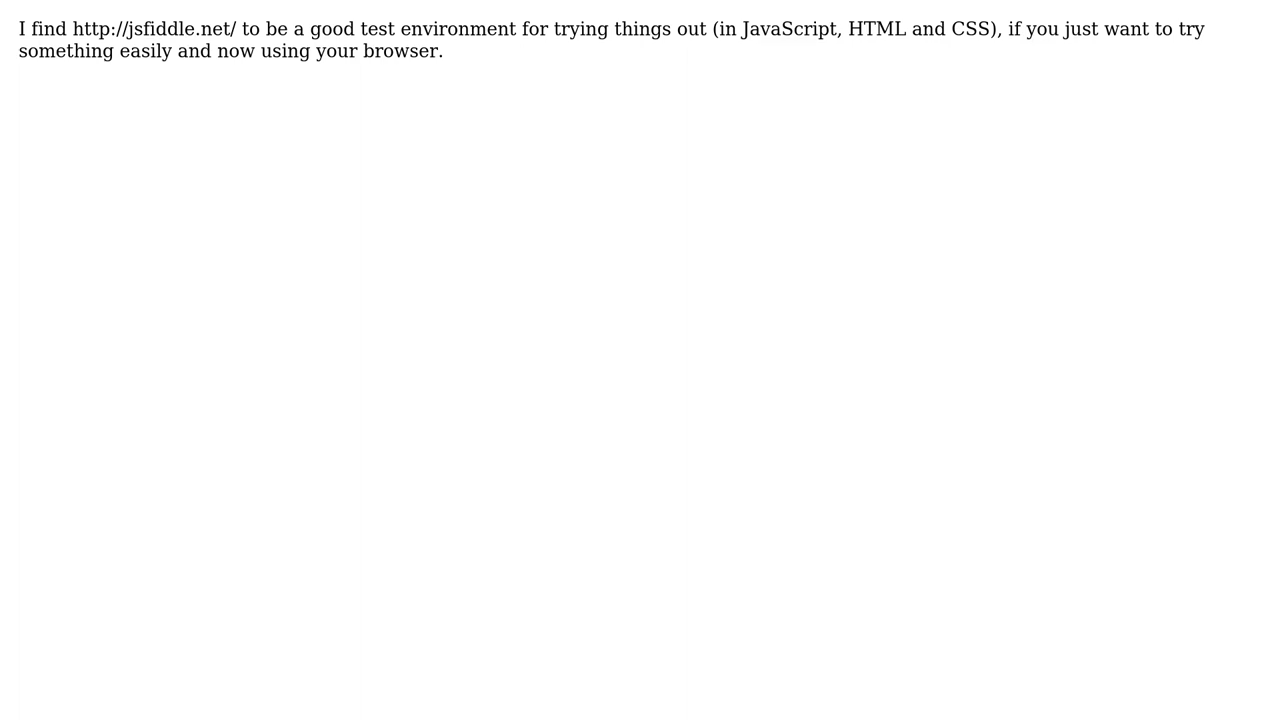 I find http://jsfiddle.net/ to be a good test environment for trying things out (in JavaScript, HTML and CSS), if you just want to try
something easily and now using your browser.